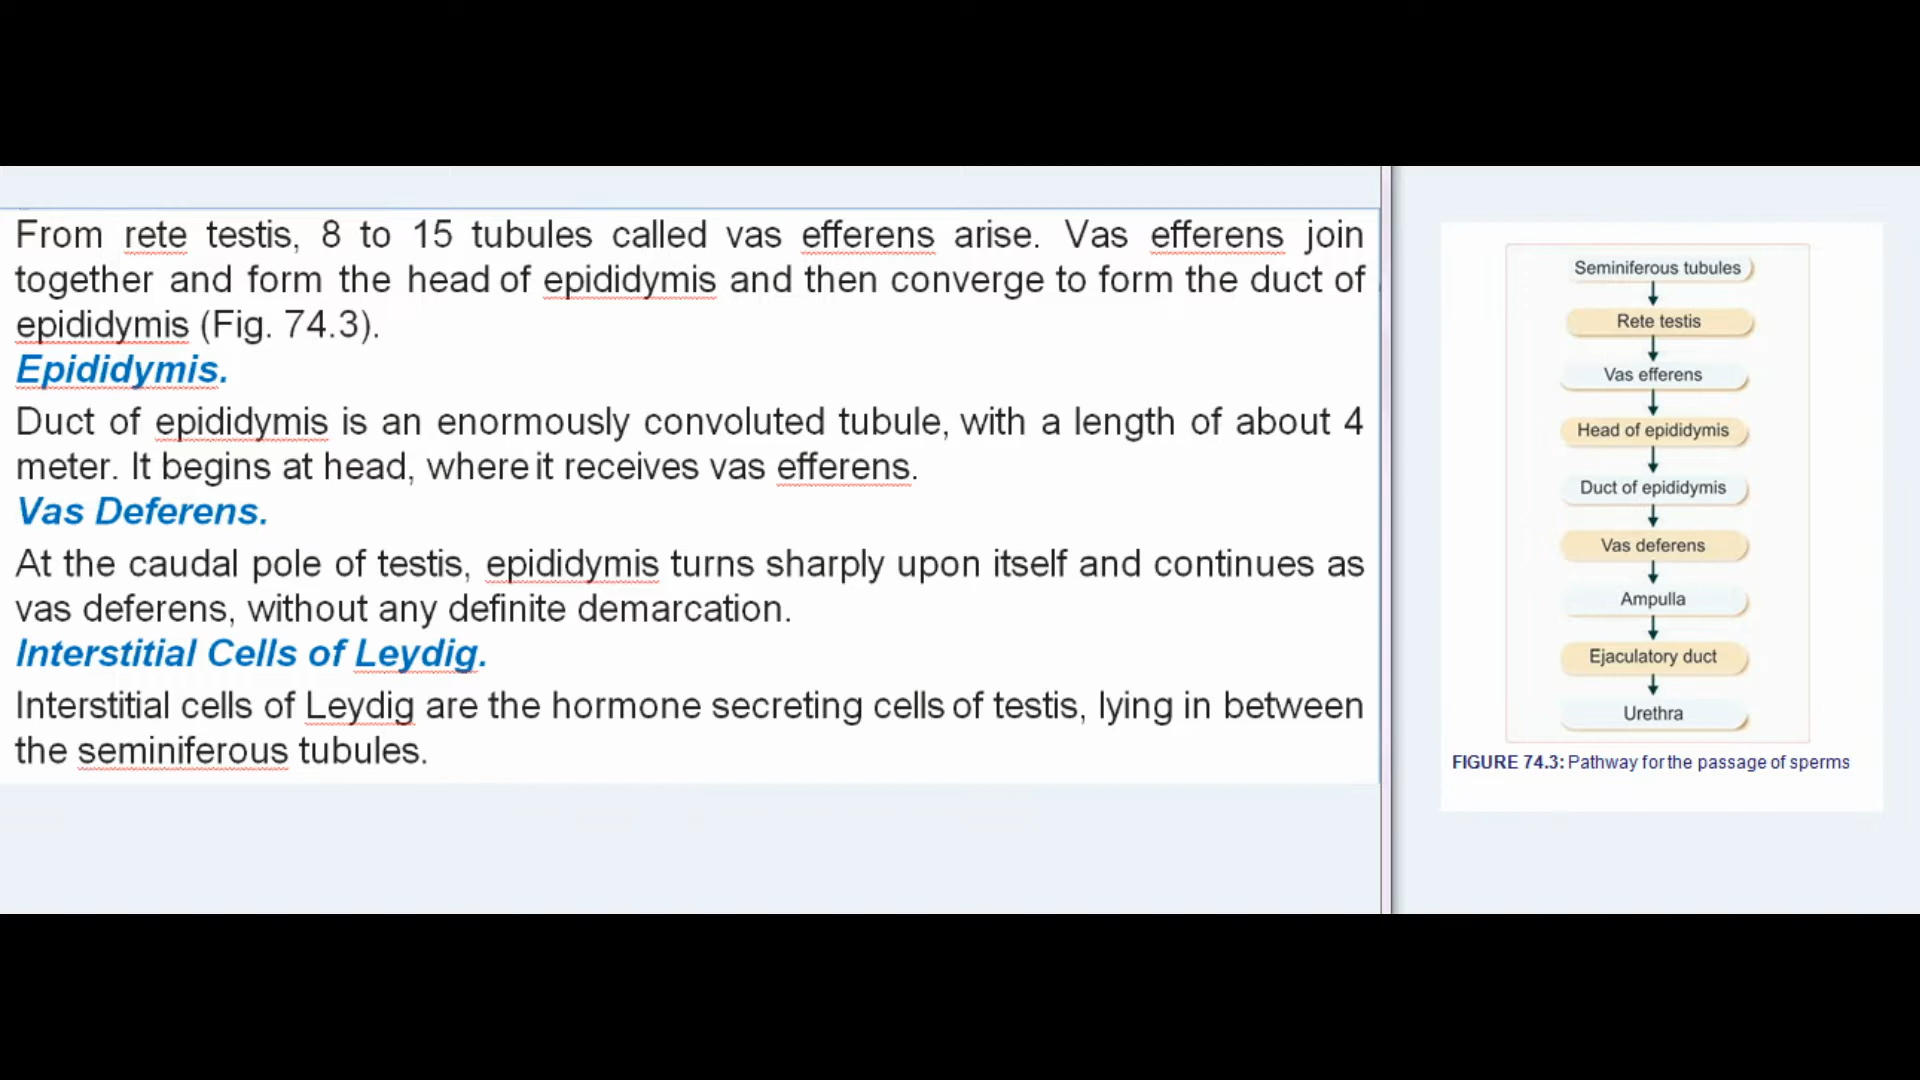 From rete testis, 8 to 15 tubules called vas efferens arise. Vas efferens join
together and form the head of epididymis and then converge to form the duct of
epididymis (Fig. 74.3).
Epididymis.
Duct of epididymis is an enormously convoluted tubule, with a length of about 4
meter. It begins at head, where it receives vas efferens.
Vas Deferens.
At the caudal pole of testis, epididymis turns sharply upon itself and continues as
vas deferens, without any definite demarcation.
Interstitial Cells of Leydig.
Interstitial cells of Leydig are the hormone secreting cells of testis, lying in between
the seminiferous tubules.
Seminiferous tubules
Rete testis
Vas efferens
Head of epididymis
Duct of epididymis
Vas deferens
Ampulla
Ejaculatory duct
Urethra
FIGURE 74.3: Pathway for the passage of sperms